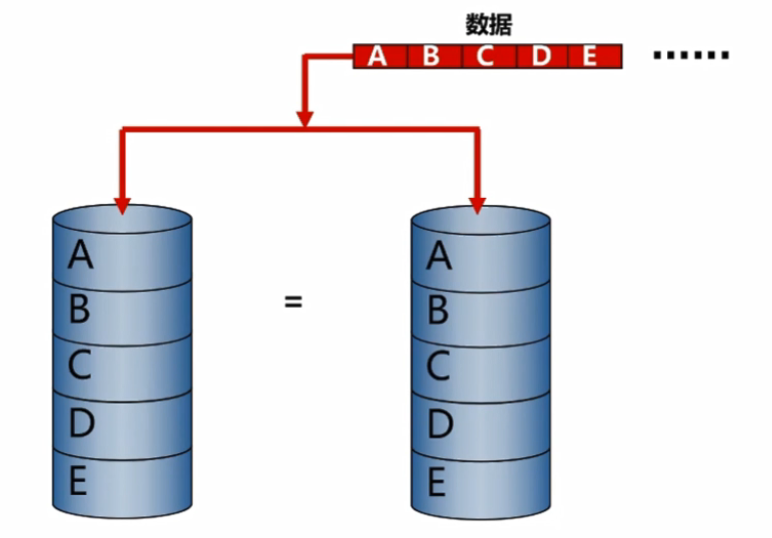 数据
A B C D E ······
A A
B = B
C C
D D
E E